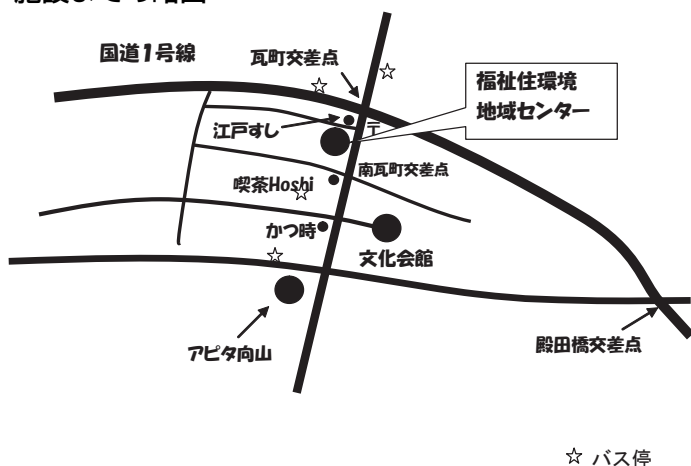 国道1号線
瓦町交差点
☆
☆
福祉住環境
地域センター
江戸すし
〒
南瓦町交差点
喫茶Hoshi
☆
かつ時
☆
文化会館
アピタ向山
殿田橋交差点
☆ バス停